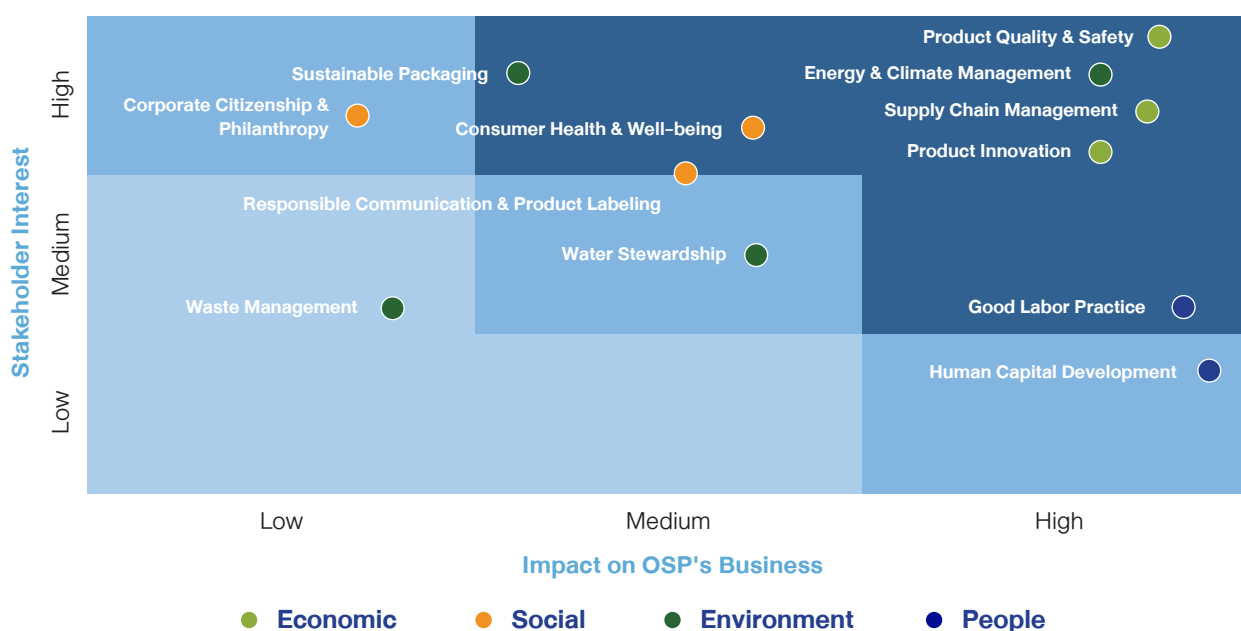 Product Quality & Safety
Sustainable Packaging
Energy & Climate Management
Corporate Citizenship &
Philanthropy
Supply Chain Management
Consumer Health & Well-being
Product Innovation
Responsible Communication & Product Labeling
Water Stewardship
Waste Management
Good Labor Practice
Human Capital Development
Stakeholder Interest
High
Medium
Low
Low
Medium
High
Impact on OSP's Business
Economic
Social
Environment
People